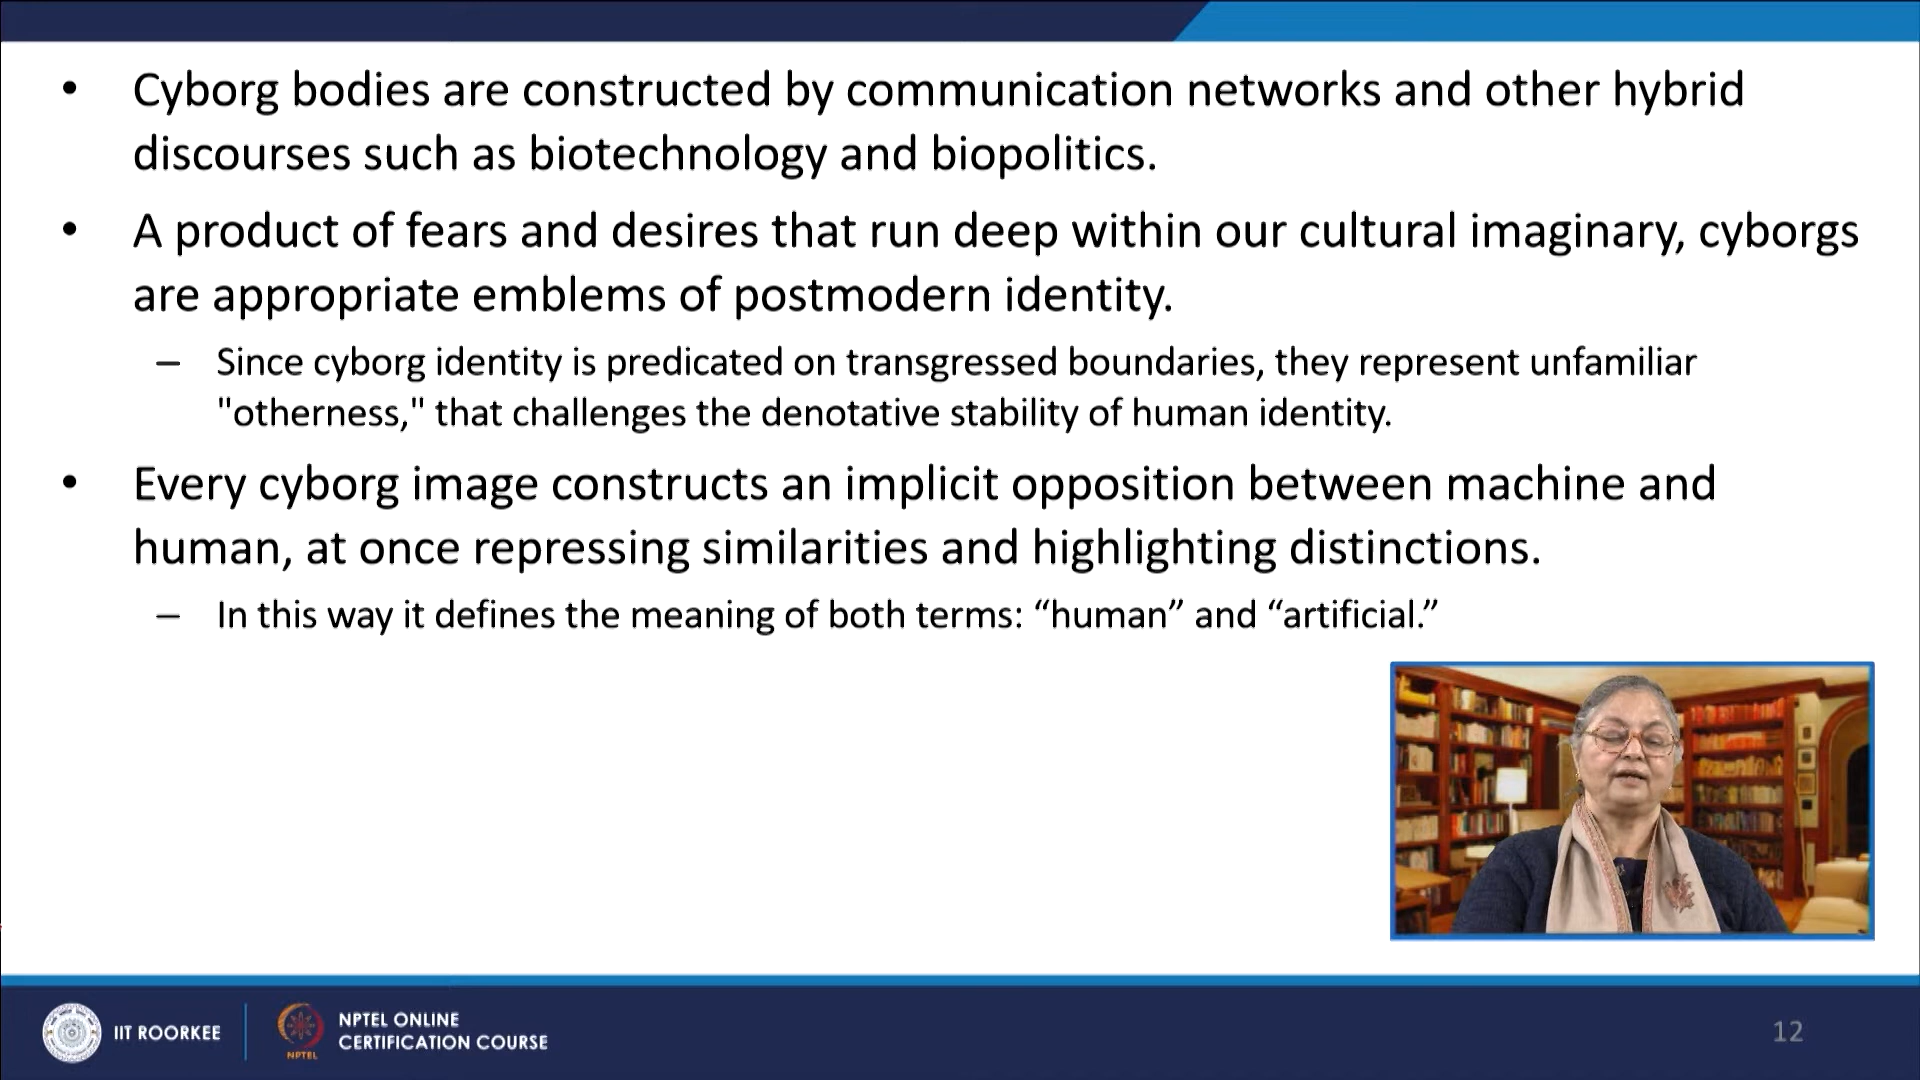 • Cyborg bodies are constructed by communication networks and other hybrid
discourses such as biotechnology and biopolitics.
• A product of fears and desires that run deep within our cultural imaginary, cyborgs
are appropriate emblems of postmodern identity.
– Since cyborg identity is predicated on transgressed boundaries, they represent unfamiliar
"otherness," that challenges the denotative stability of human identity.
• Every cyborg image constructs an implicit opposition between machine and
human, at once repressing similarities and highlighting distinctions.
– In this way it defines the meaning of both terms: “human” and “artificial.”
IIT ROORKEE
NPTEL
NPTEL ONLINE
CERTIFICATION COURSE
12